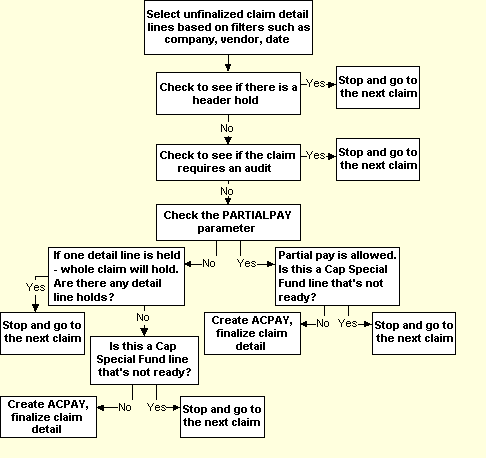 Select unfinalized claim detail
lines based on filters such as
company, vendor, date
Check to see if there is a
header hold
Yes
Stop and go to
the next claim
No
Check to see if the claim
requires an audit
Yes
Stop and go to
the next claim
No
Check the PARTIALPAY
parameter
No
Yes
If one detail line is held
- whole claim will hold.
Are there any detail
line holds?
Partial pay is allowed.
Is this a Cap Special
Fund line that's not
ready?
Yes
Stop and go to
the next claim
No
Create ACPAY,
finalize claim
detail
No
Yes
Stop and go to
the next claim
Is this a Cap
Special Fund line
that's not ready?
Create ACPAY,
finalize claim
detail
No
Yes
Stop and go to
the next claim